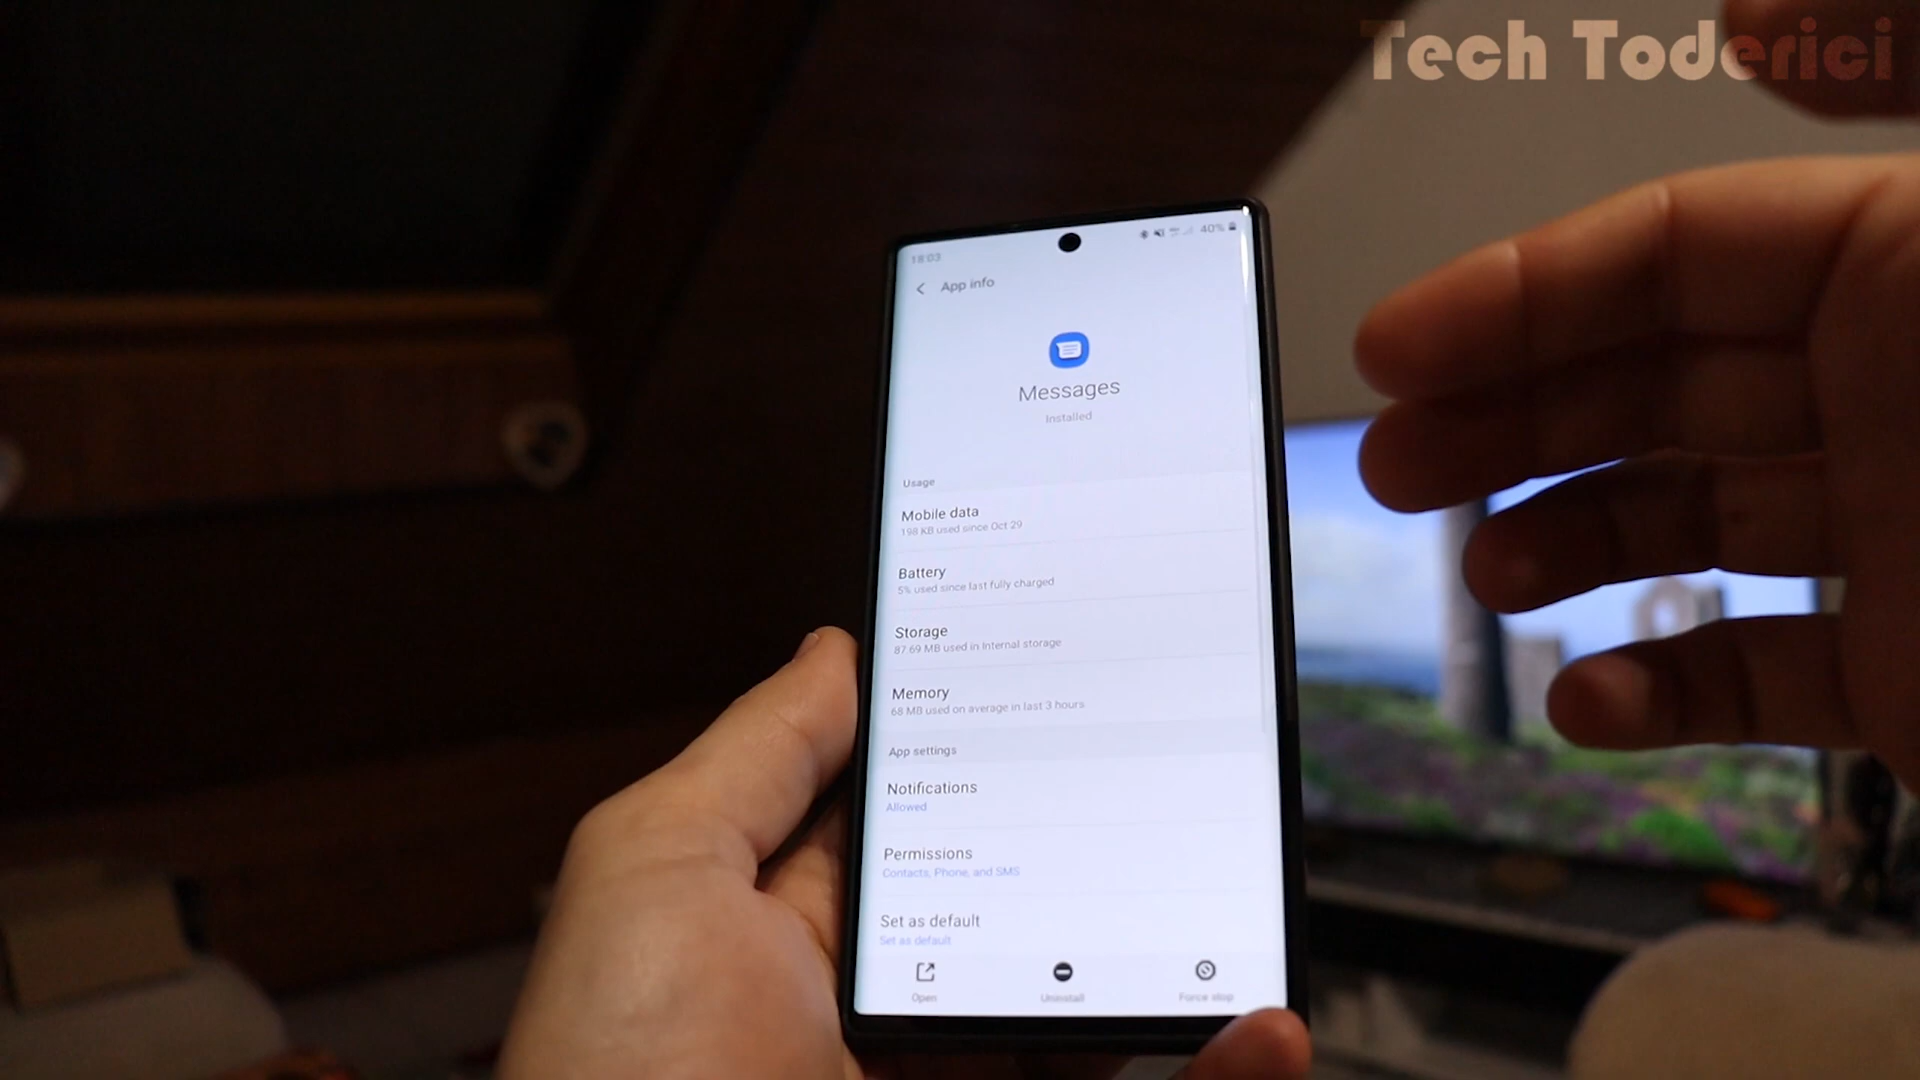 Tech Toderici
18:03
40%
App info
Messages
Installed
Usage
Mobile data
198 KB used since Oct 29
Battery
5% used since last fully charged
Storage
87.69 MB used in Internal storage
Memory
68 MB used on average in last 3 hours
App settings
Notifications
Allowed
Permissions
Contacts, Phone, and SMS
Set as default
Set as default
Open
Uninstall
Force stop